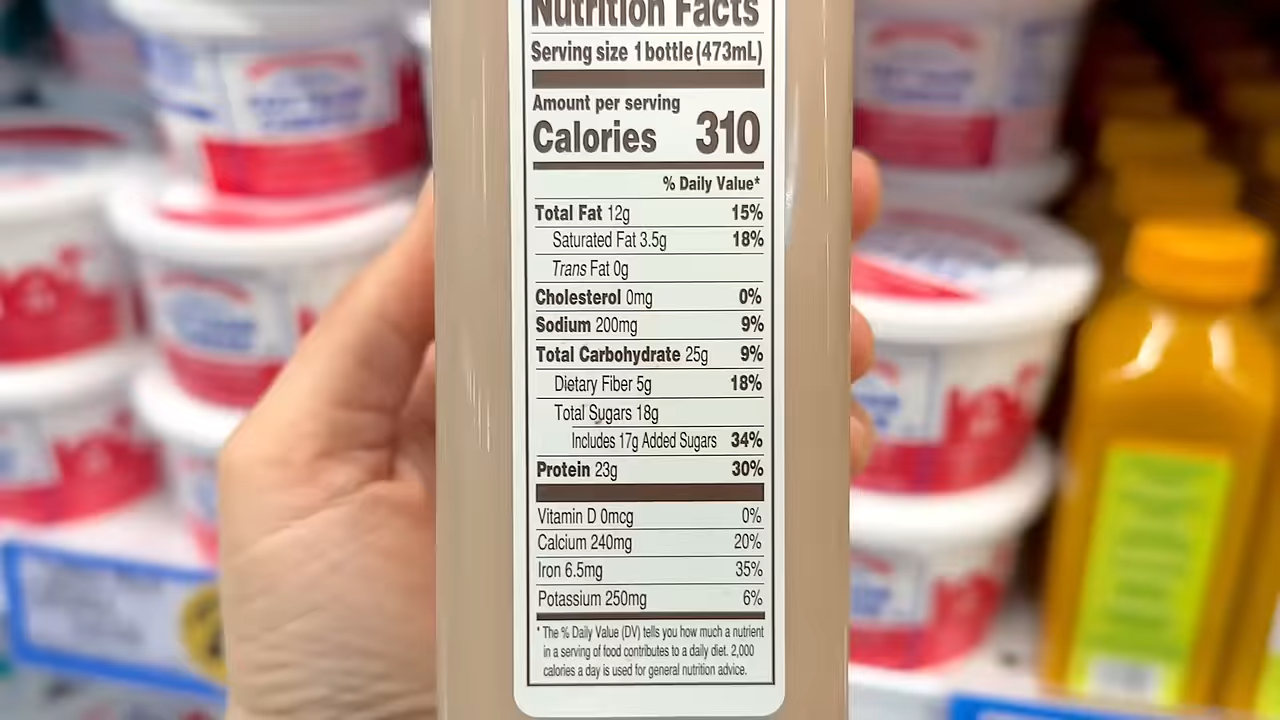 Nutrition Facts
Serving size 1 bottle (473mL)
Amount per serving
Calories 310
% Daily Value*
Total Fat 12g 15%
Saturated Fat 3.5g 18%
Trans Fat 0g
Cholesterol 0mg 0%
Sodium 200mg 9%
Total Carbohydrate 25g 9%
Dietary Fiber 5g 18%
Total Sugars 18g
Includes 17g Added Sugars 34%
Protein 23g 30%
Vitamin D 0mcg 0%
Calcium 240mg 20%
Iron 6.5mg 35%
Potassium 250mg 6%
* The % Daily Value (DV) tells you how much a nutrient
in a serving of food contributes to a daily diet. 2,000
calories a day is used for general nutrition advice.